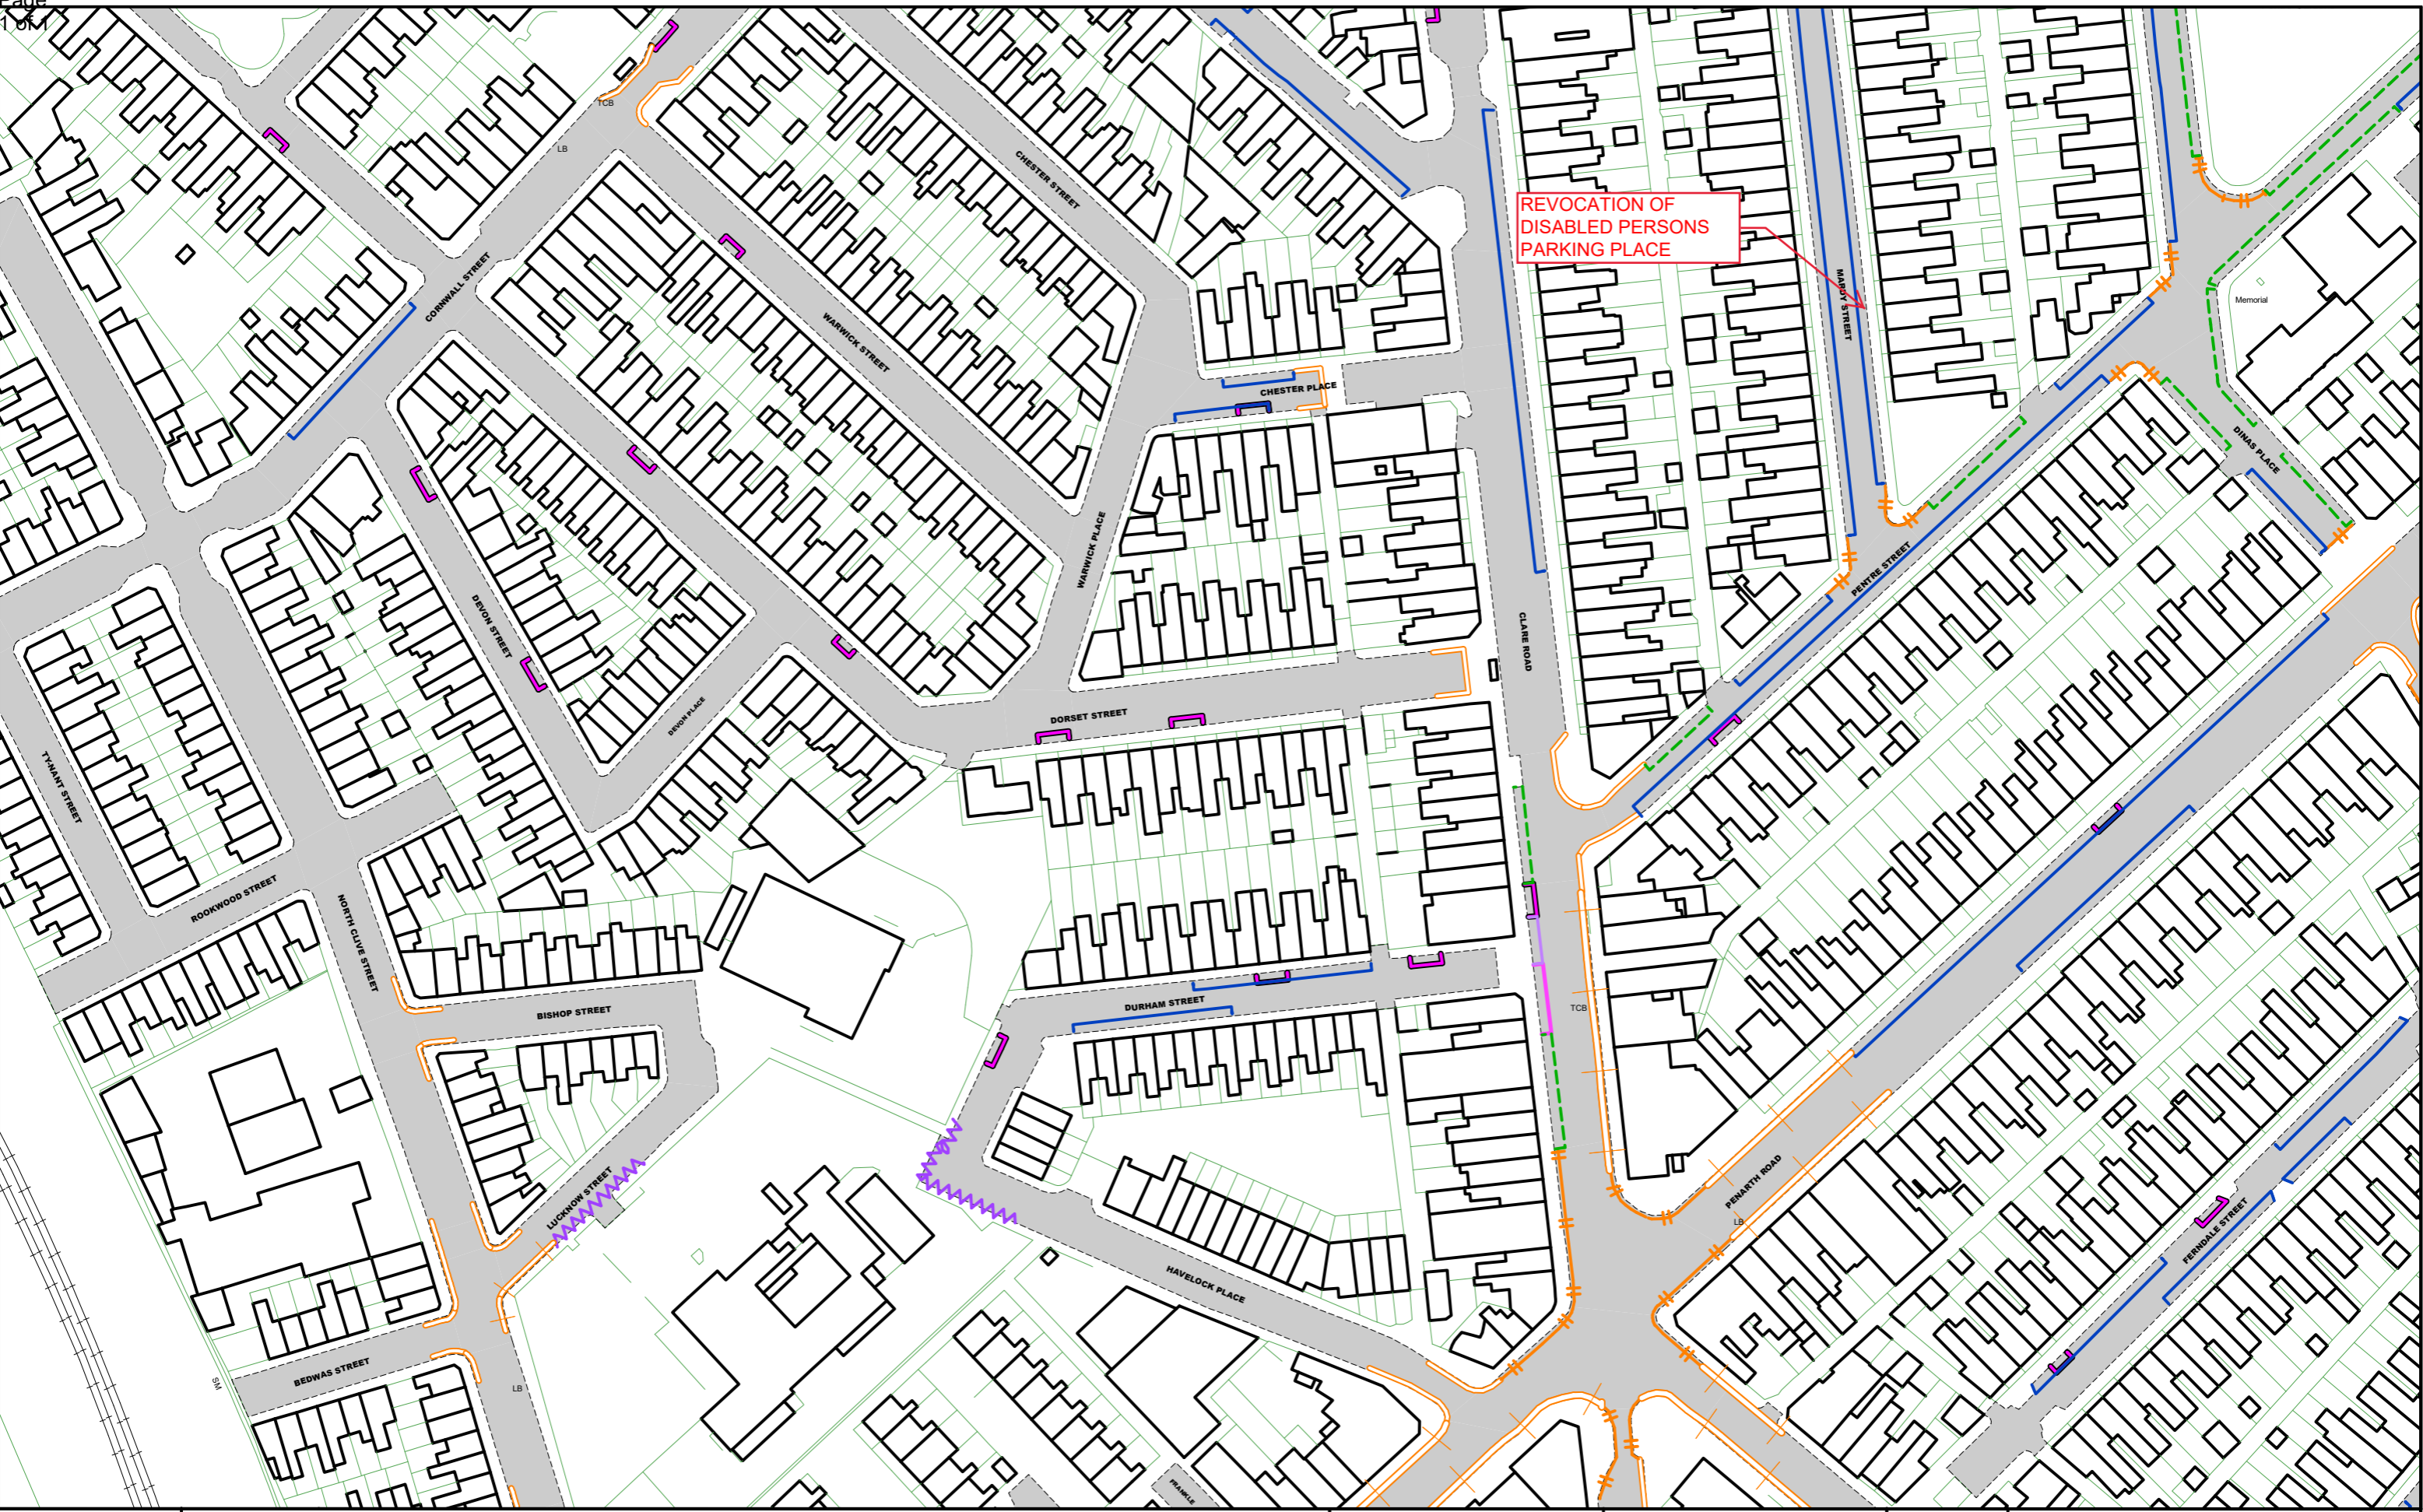 Page
1 of 1
TCB
LB
CHESTER STREET
REVOCATION OF
DISABLED PERSONS
PARKING PLACE
CORNWALL STREET
WARWICK STREET
MARDY STREET
Memorial
CHESTER PLACE
DINAS PLACE
WARWICK PLACE
PENTRE STREET
DEVON STREET
CLARE ROAD
DEVON PLACE
DORSET STREET
TY-NANT STREET
ROOKWOOD STREET
NORTH CLIVE STREET
BISHOP STREET
DURHAM STREET
TCB
LUCKNOW STREET
PENARTH ROAD
LB
FERNDALE STREET
HAVELOCK PLACE
BEDWAS STREET
SM
LB
FRANKLE